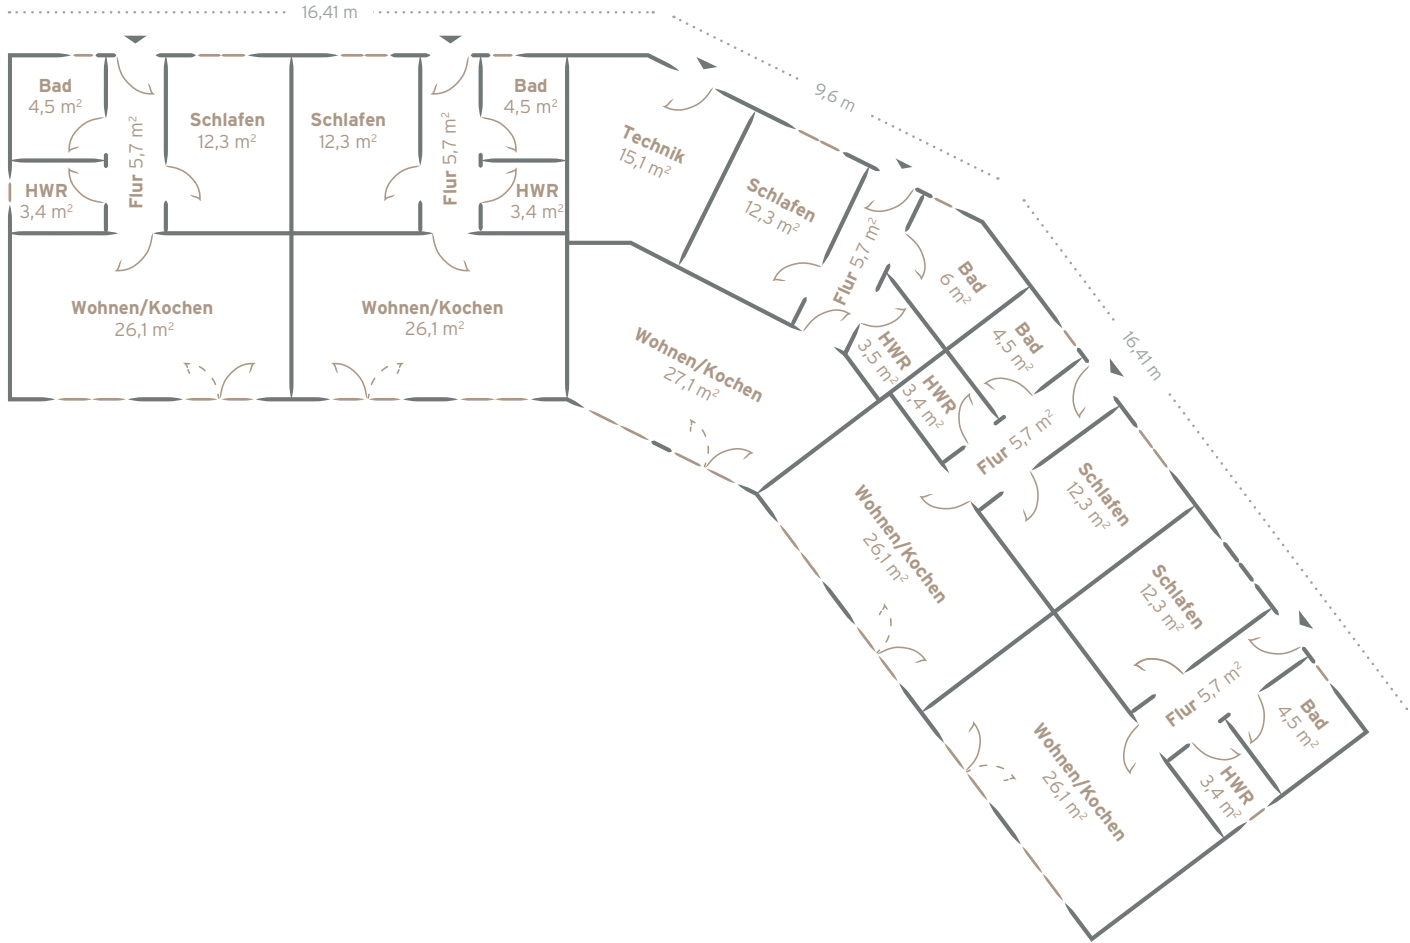 16,41 m
9,6 m
16,41 m
Bad
4,5 m²
HWR
3,4 m²
Flur 5,7 m²
Schlafen
12,3 m²
Wohnen/Kochen
26,1 m²
Schlafen
12,3 m²
Flur 5,7 m²
Bad
4,5 m²
HWR
3,4 m²
Wohnen/Kochen
26,1 m²
Technik
15,1 m²
Schlafen
12,3 m²
Flur 5,7 m²
Bad
6 m²
HWR
3,5 m²
Wohnen/Kochen
27,1 m²
Bad
4,5 m²
HWR
3,4 m²
Flur 5,7 m²
Schlafen
12,3 m²
Wohnen/Kochen
26,1 m²
Schlafen
12,3 m²
Flur 5,7 m²
Bad
4,5 m²
HWR
3,4 m²
Wohnen/Kochen
26,1 m²